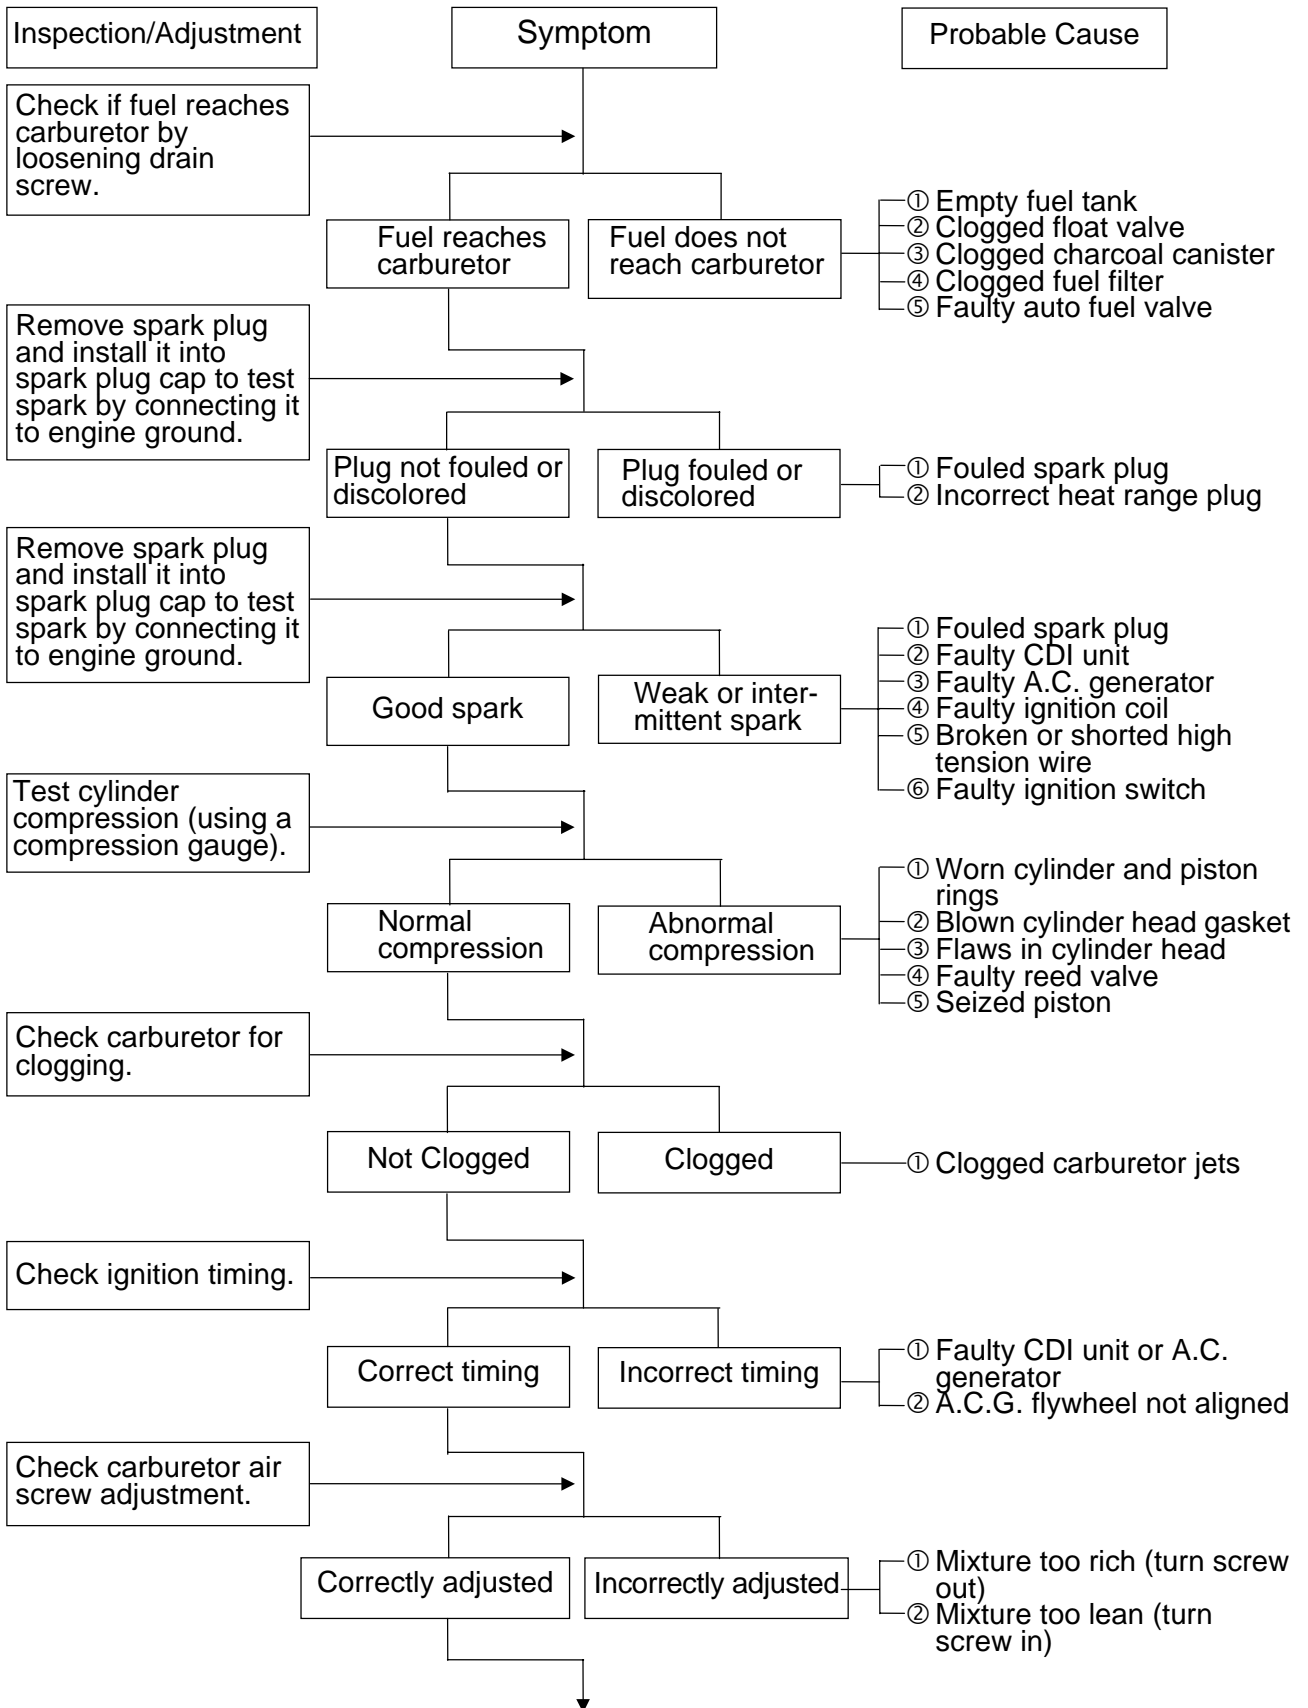 Inspection/Adjustment
Symptom
Probable Cause
Check if fuel reaches
carburetor by
loosening drain
screw.
Fuel reaches
carburetor
Fuel does not
reach carburetor
① Empty fuel tank
② Clogged float valve
③ Clogged charcoal canister
④ Clogged fuel filter
⑤ Faulty auto fuel valve
Remove spark plug
and install it into
spark plug cap to test
spark by connecting it
to engine ground.
Plug not fouled or
discolored
Plug fouled or
discolored
① Fouled spark plug
② Incorrect heat range plug
Remove spark plug
and install it into
spark plug cap to test
spark by connecting it
to engine ground.
Good spark
Weak or inter-
mittent spark
① Fouled spark plug
② Faulty CDI unit
③ Faulty A.C. generator
④ Faulty ignition coil
⑤ Broken or shorted high
tension wire
⑥ Faulty ignition switch
Test cylinder
compression (using a
compression gauge).
Normal
compression
Abnormal
compression
① Worn cylinder and piston
rings
② Blown cylinder head gasket
③ Flaws in cylinder head
④ Faulty reed valve
⑤ Seized piston
Check carburetor for
clogging.
Not Clogged
Clogged
① Clogged carburetor jets
Check ignition timing.
Correct timing
Incorrect timing
① Faulty CDI unit or A.C.
generator
② A.C.G. flywheel not aligned
Check carburetor air
screw adjustment.
Correctly adjusted
Incorrectly adjusted
① Mixture too rich (turn screw
out)
② Mixture too lean (turn
screw in)